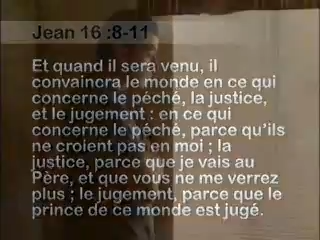 Jean 16 :8-11
Et quand il sera venu, il
convaincra le monde en ce qui
concerne le péché, la justice,
et le jugement : en ce qui
concerne le péché, parce qu'ils
ne croient pas en moi ; la
justice, parce que je vais au
Père, et que vous ne me verrez
plus ; le jugement, parce que le
prince de ce monde est jugé.